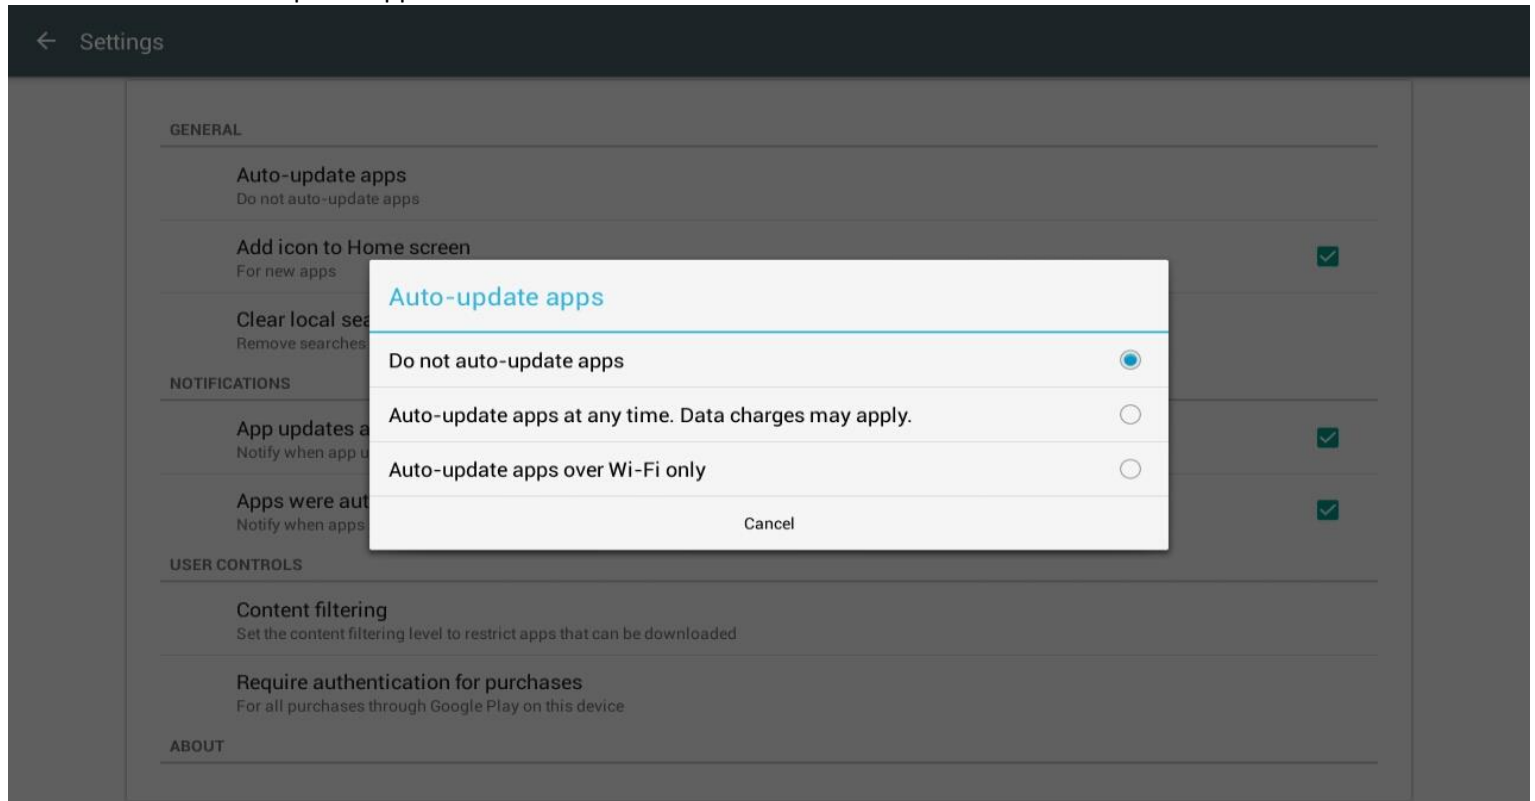 Settings
GENERAL
Auto-update apps
Do not auto-update apps
Add icon to Home screen
For new apps
Clear local sea
Remove searches
NOTIFICATIONS
App updates a
Notify when app u
Apps were aut
Notify when apps
Auto-update apps
Do not auto-update apps
Auto-update apps at any time. Data charges may apply.
Auto-update apps over Wi-Fi only
Cancel
USER CONTROLS
Content filtering
Set the content filtering level to restrict apps that can be downloaded
Require authentication for purchases
For all purchases through Google Play on this device
ABOUT